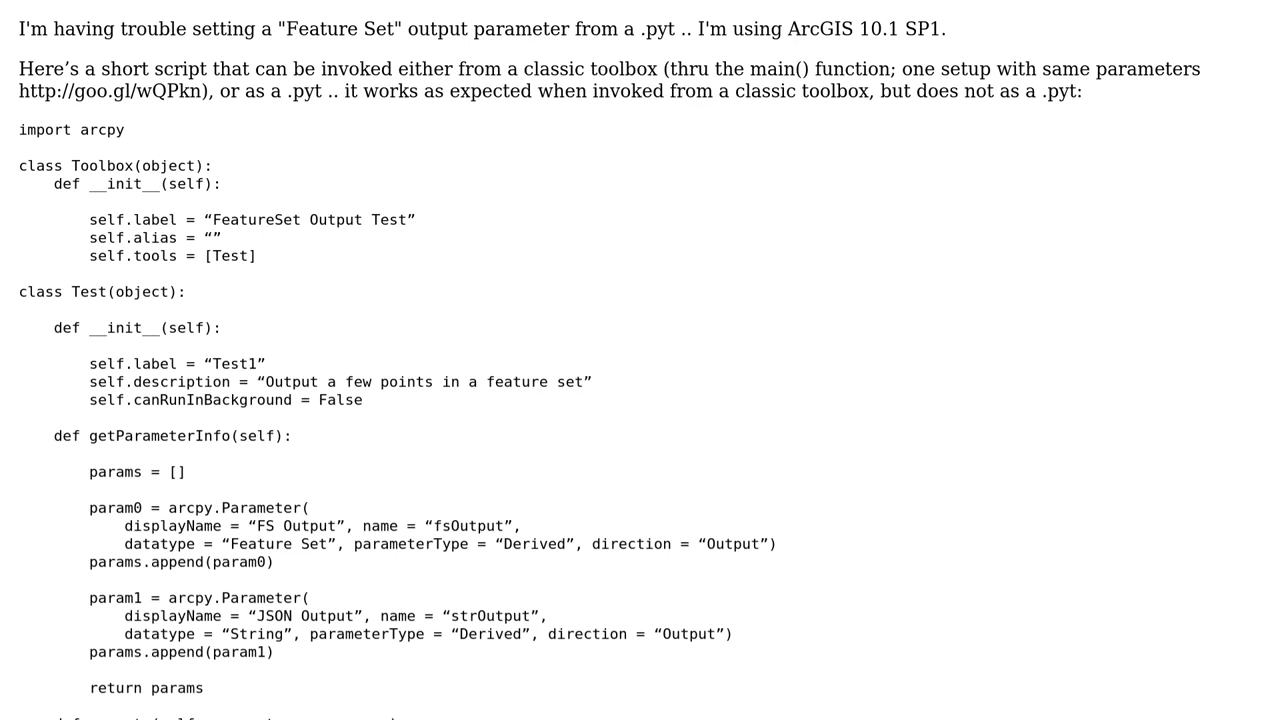 I'm having trouble setting a "Feature Set" output parameter from a .pyt .. I'm using ArcGIS 10.1 SP1.
Here’s a short script that can be invoked either from a classic toolbox (thru the main() function; one setup with same parameters
http://goo.gl/wQPkn), or as a .pyt .. it works as expected when invoked from a classic toolbox, but does not as a .pyt:
import arcpy
class Toolbox(object):
    def __init__(self):
        self.label = “FeatureSet Output Test”
        self.alias = “”
        self.tools = [Test]
class Test(object):
    def __init__(self):
        self.label = “Test1”
        self.description = “Output a few points in a feature set”
        self.canRunInBackground = False
    def getParameterInfo(self):
        params = []
        param0 = arcpy.Parameter(
            displayName = “FS Output”, name = “fsOutput”,
            datatype = “Feature Set”, parameterType = “Derived”, direction = “Output”)
        params.append(param0)
        param1 = arcpy.Parameter(
            displayName = “JSON Output”, name = “strOutput”,
            datatype = “String”, parameterType = “Derived”, direction = “Output”)
        params.append(param1)
        return params